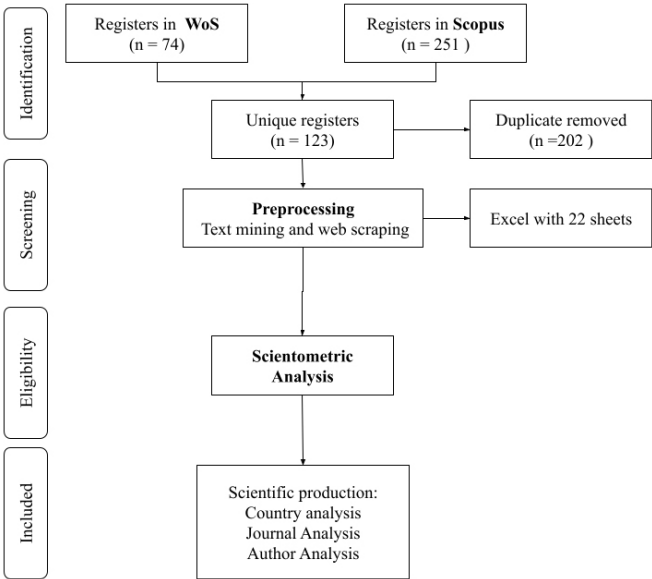 Identification
Registers in WoS
(n = 74)
Registers in Scopus
(n = 251 )
Unique registers
(n = 123)
Duplicate removed
(n =202 )
Screening
Preprocessing
Text mining and web scraping
Excel with 22 sheets
Eligibility
Scientometric
Analysis
Included
Scientific production:
Country analysis
Journal Analysis
Author Analysis